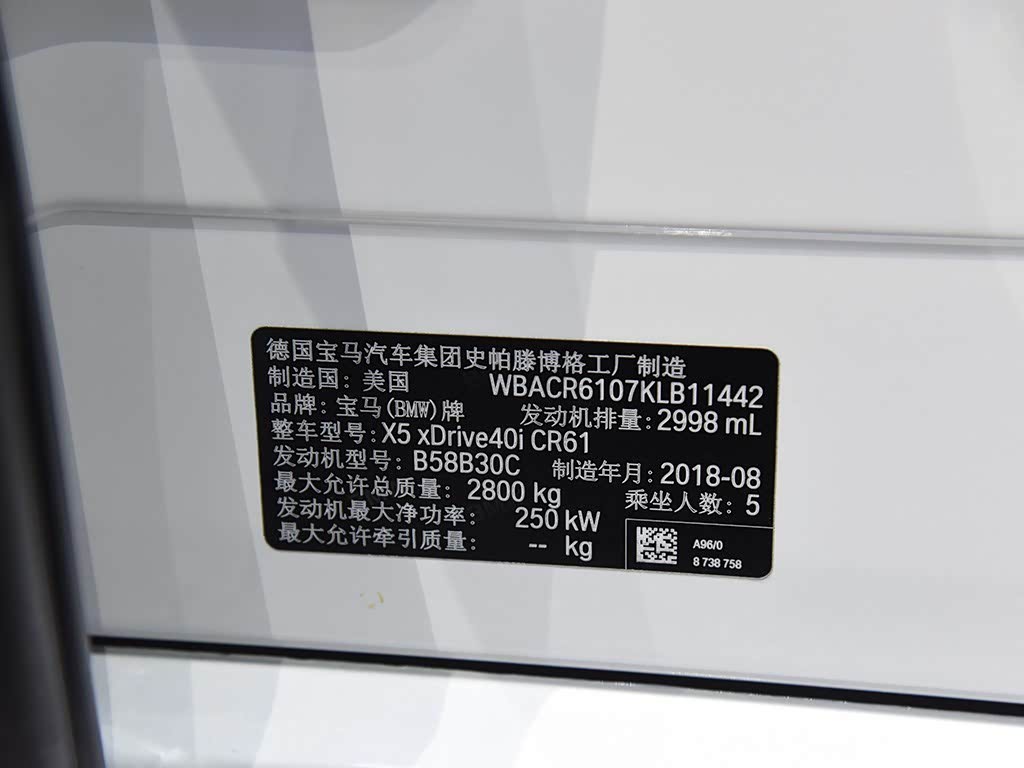 德国宝马汽车集团史帕滕博格工厂制造
制造国: 美国 WBACR6107KLB11442
品牌: 宝马(BMW)牌 发动机排量: 2998 mL
整车型号: X5 xDrive40i CR61
发动机型号: B58B30C 制造年月: 2018-08
最大允许总质量: 2800 kg 乘坐人数: 5
发动机最大净功率: 250 kW
最大允许牵引质量: -- kg
A96/0
8 738 758